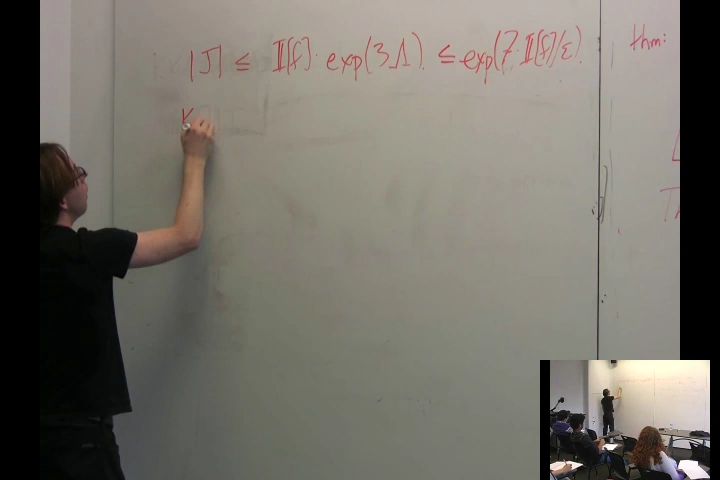 |J| ≤ 𝕀[f]·exp(3Λ) ≤ exp(7·𝕀[f]/ε)
thm: